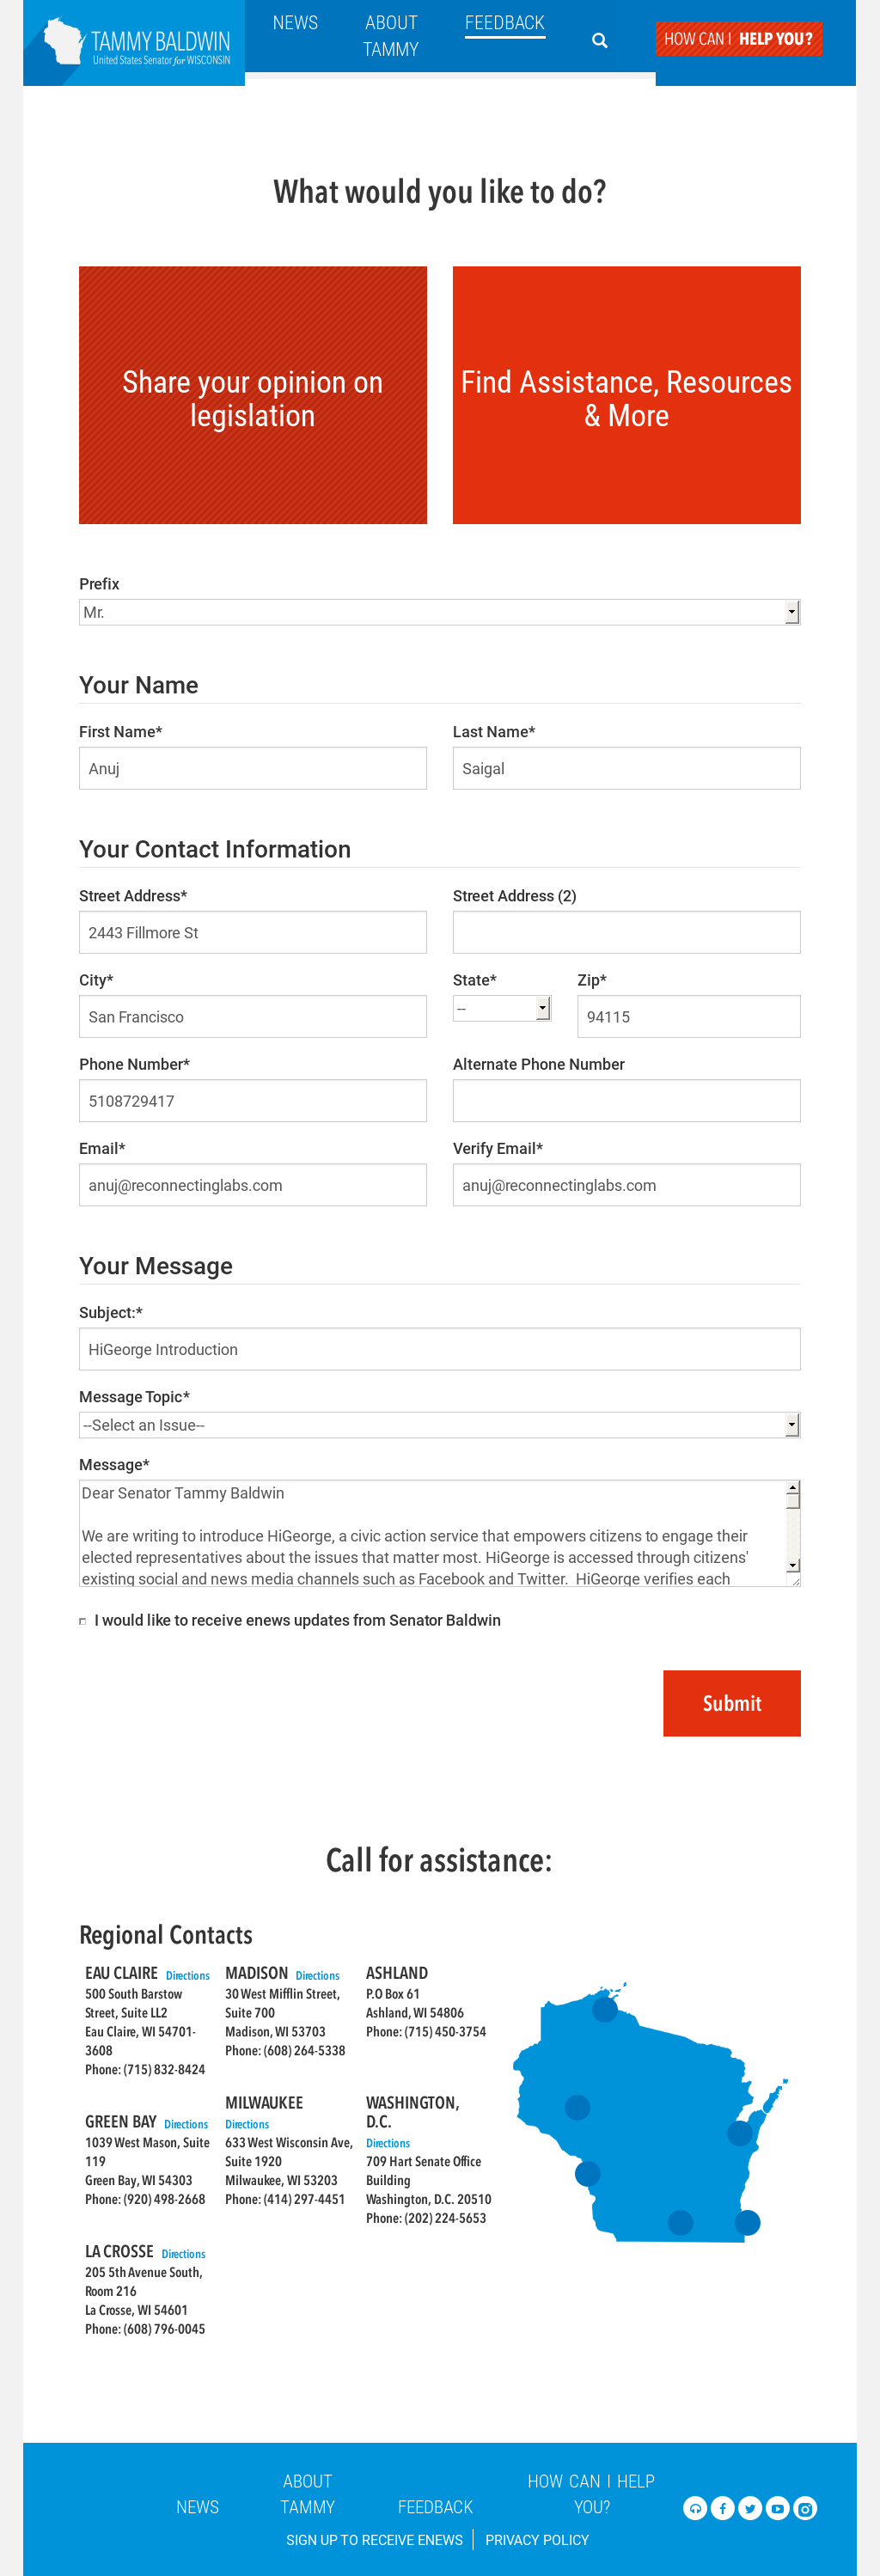 TAMMY BALDWIN
United States Senator for WISCONSIN
NEWS
ABOUT
TAMMY
FEEDBACK
HOW CAN I HELP YOU?
What would you like to do?
Share your opinion on
legislation
Find Assistance, Resources
& More
Prefix
Mr.
Your Name
First Name*
Last Name*
Anuj
Saigal
Your Contact Information
Street Address*
Street Address (2)
2443 Fillmore St
City*
State*
Zip*
San Francisco
--
94115
Phone Number*
Alternate Phone Number
5108729417
Email*
Verify Email*
anuj@reconnectinglabs.com
anuj@reconnectinglabs.com
Your Message
Subject:*
HiGeorge Introduction
Message Topic*
--Select an Issue--
Message*
Dear Senator Tammy Baldwin
We are writing to introduce HiGeorge, a civic action service that empowers citizens to engage their
elected representatives about the issues that matter most. HiGeorge is accessed through citizens'
existing social and news media channels such as Facebook and Twitter.  HiGeorge verifies each
I would like to receive enews updates from Senator Baldwin
Submit
Call for assistance:
Regional Contacts
EAU CLAIRE Directions
500 South Barstow
Street, Suite LL2
Eau Claire, WI 54701-
3608
Phone: (715) 832-8424
MADISON Directions
30 West Mifflin Street,
Suite 700
Madison, WI 53703
Phone: (608) 264-5338
ASHLAND
P.O Box 61
Ashland, WI 54806
Phone: (715) 450-3754
GREEN BAY Directions
1039 West Mason, Suite
119
Green Bay, WI 54303
Phone: (920) 498-2668
MILWAUKEE
Directions
633 West Wisconsin Ave,
Suite 1920
Milwaukee, WI 53203
Phone: (414) 297-4451
WASHINGTON,
D.C.
Directions
709 Hart Senate Office
Building
Washington, D.C. 20510
Phone: (202) 224-5653
LA CROSSE Directions
205 5th Avenue South,
Room 216
La Crosse, WI 54601
Phone: (608) 796-0045
NEWS
ABOUT
TAMMY
FEEDBACK
HOW CAN I HELP
YOU?
SIGN UP TO RECEIVE ENEWS
PRIVACY POLICY